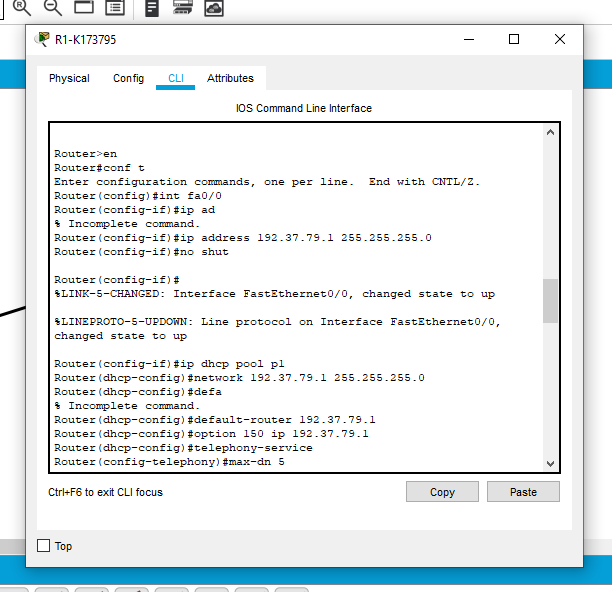 R1-K173795
Physical Config CLI Attributes
IOS Command Line Interface
Router>en
Router#conf t
Enter configuration commands, one per line.  End with CNTL/Z.
Router(config)#int fa0/0
Router(config-if)#ip ad
% Incomplete command.
Router(config-if)#ip address 192.37.79.1 255.255.255.0
Router(config-if)#no shut
Router(config-if)#
%LINK-5-CHANGED: Interface FastEthernet0/0, changed state to up
%LINEPROTO-5-UPDOWN: Line protocol on Interface FastEthernet0/0,
changed state to up
Router(config-if)#ip dhcp pool p1
Router(dhcp-config)#network 192.37.79.1 255.255.255.0
Router(dhcp-config)#defa
% Incomplete command.
Router(dhcp-config)#default-router 192.37.79.1
Router(dhcp-config)#option 150 ip 192.37.79.1
Router(dhcp-config)#telephony-service
Router(config-telephony)#max-dn 5
Ctrl+F6 to exit CLI focus
Copy Paste
Top